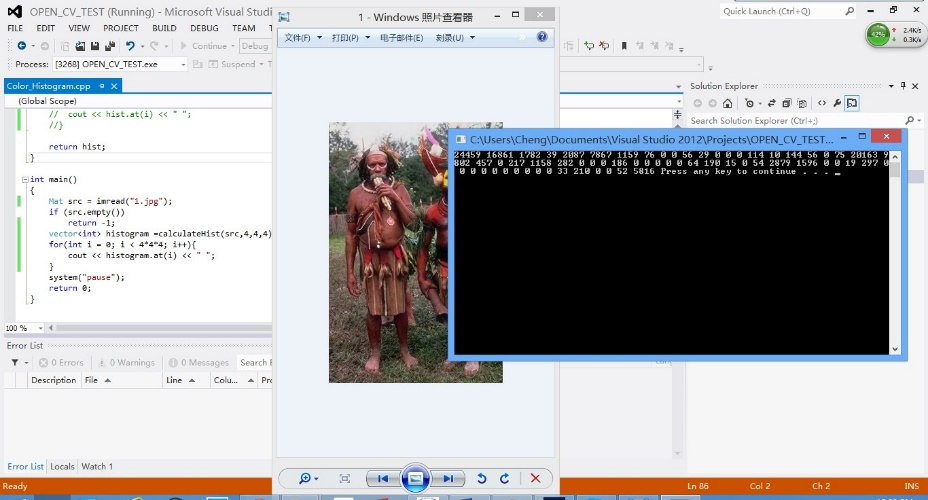 OPEN_CV_TEST (Running) - Microsoft Visual Studi
Quick Launch (Ctrl+Q)
FILE EDIT VIEW PROJECT BUILD DEBUG TEAM
Continue Debug
Process: [3268] OPEN_CV_TEST.exe Suspend
42% 2.4K/s
0.3K/s
Color_Histogram.cpp
(Global Scope)
// cout << hist.at(i) << " ";
//}
return hist;
}
int main()
{
Mat src = imread("1.jpg");
if (src.empty())
return -1;
vector<int> histogram =calculateHist(src,4,4,4)
for(int i = 0; i < 4*4*4; i++){
cout << histogram.at(i) << " ";
}
system("pause");
return 0;
}
100 %
Error List
0 Errors 0 Warnings 0 Messages Search E
Description File Line Colu... Pr
Error List Locals Watch 1
Ready
1 - Windows 照片查看器
文件(F) 打印(P) 电子邮件(E) 刻录(U)
Solution Explorer
Search Solution Explorer (Ctrl+;)
C:\Users\Cheng\Documents\Visual Studio 2012\Projects\OPEN_CV_TEST...
24459 16861 1782 39 2087 7867 1159 76 0 0 56 29 0 0 0 114 10 144 56 0 75 20163 9
802 457 0 217 1158 282 0 0 0 186 0 0 0 0 64 190 15 0 54 2879 1596 0 0 19 297 0
0 0 0 0 0 0 0 0 0 33 210 0 0 52 5816 Press any key to continue . . .
Ln 86 Col 2 Ch 2 INS